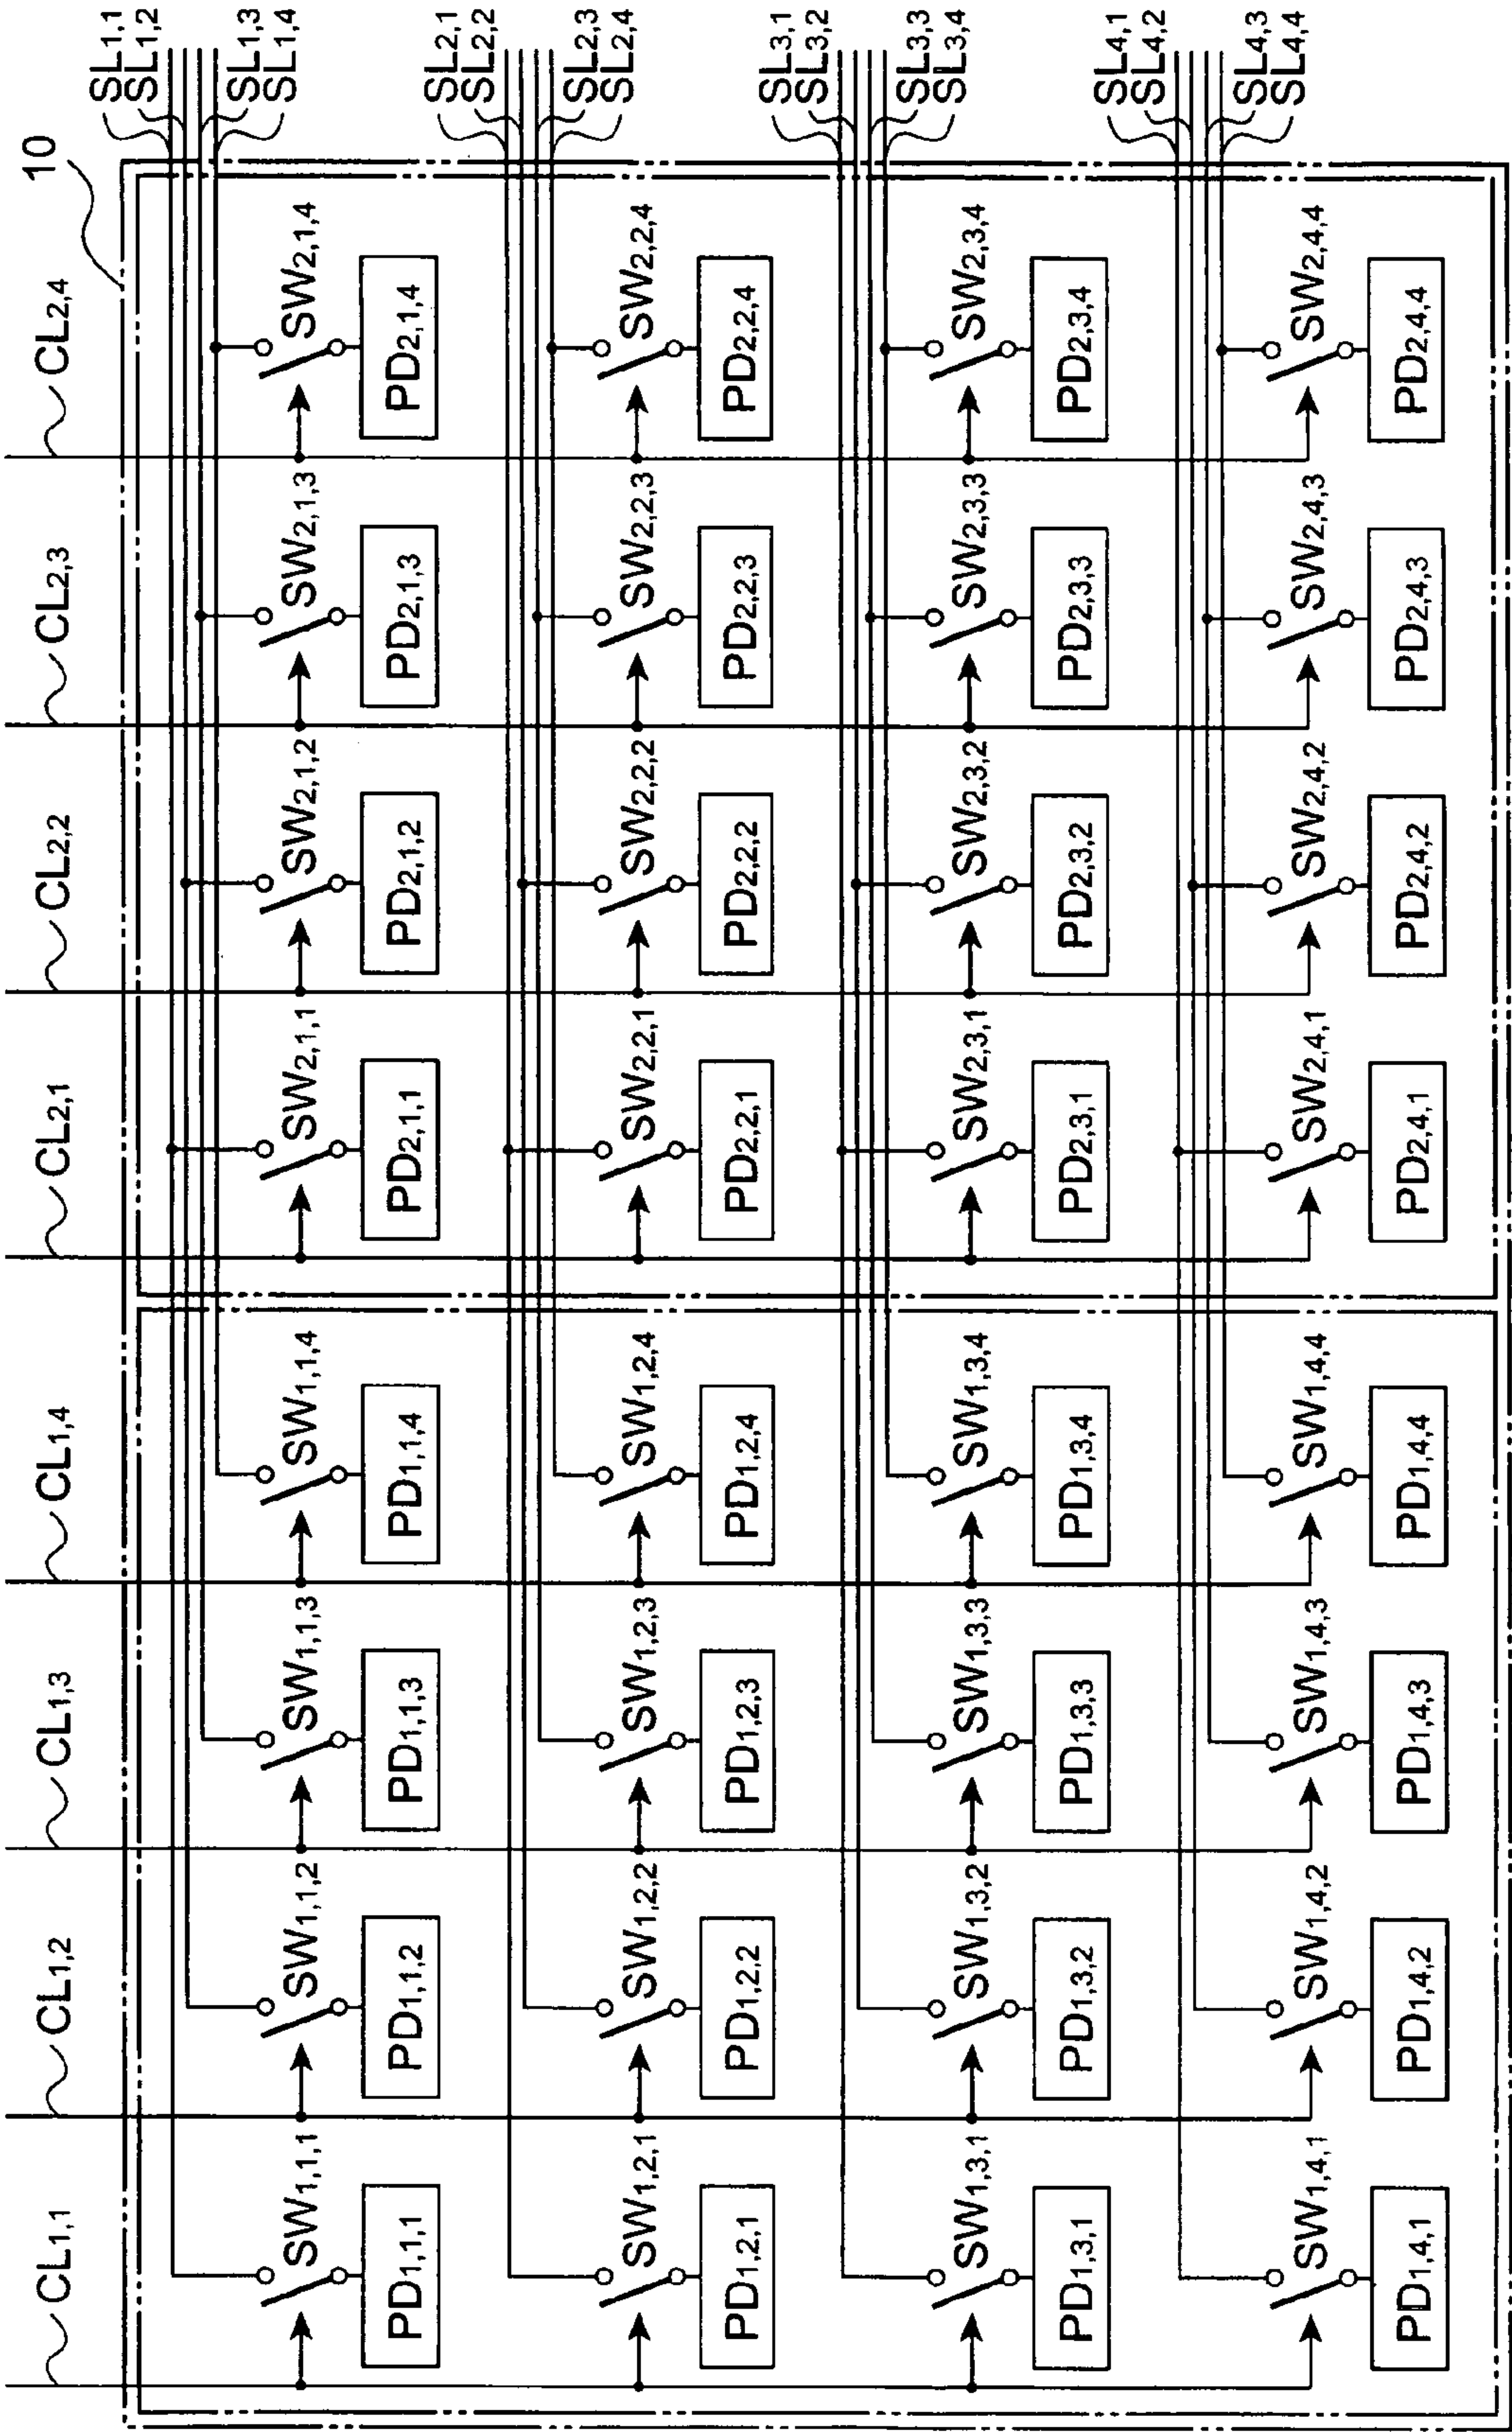 CL1,1 CL1,2 CL1,3 CL1,4 CL2,1 CL2,2 CL2,3 CL2,4
10
SL1,1
SL1,2
SL1,3
SL1,4
SW1,1,1 SW1,1,2 SW1,1,3 SW1,1,4 SW2,1,1 SW2,1,2 SW2,1,3 SW2,1,4
PD1,1,1 PD1,1,2 PD1,1,3 PD1,1,4 PD2,1,1 PD2,1,2 PD2,1,3 PD2,1,4
SL2,1
SL2,2
SL2,3
SL2,4
SW1,2,1 SW1,2,2 SW1,2,3 SW1,2,4 SW2,2,1 SW2,2,2 SW2,2,3 SW2,2,4
PD1,2,1 PD1,2,2 PD1,2,3 PD1,2,4 PD2,2,1 PD2,2,2 PD2,2,3 PD2,2,4
SL3,1
SL3,2
SL3,3
SL3,4
SW1,3,1 SW1,3,2 SW1,3,3 SW1,3,4 SW2,3,1 SW2,3,2 SW2,3,3 SW2,3,4
PD1,3,1 PD1,3,2 PD1,3,3 PD1,3,4 PD2,3,1 PD2,3,2 PD2,3,3 PD2,3,4
SL4,1
SL4,2
SL4,3
SL4,4
SW1,4,1 SW1,4,2 SW1,4,3 SW1,4,4 SW2,4,1 SW2,4,2 SW2,4,3 SW2,4,4
PD1,4,1 PD1,4,2 PD1,4,3 PD1,4,4 PD2,4,1 PD2,4,2 PD2,4,3 PD2,4,4